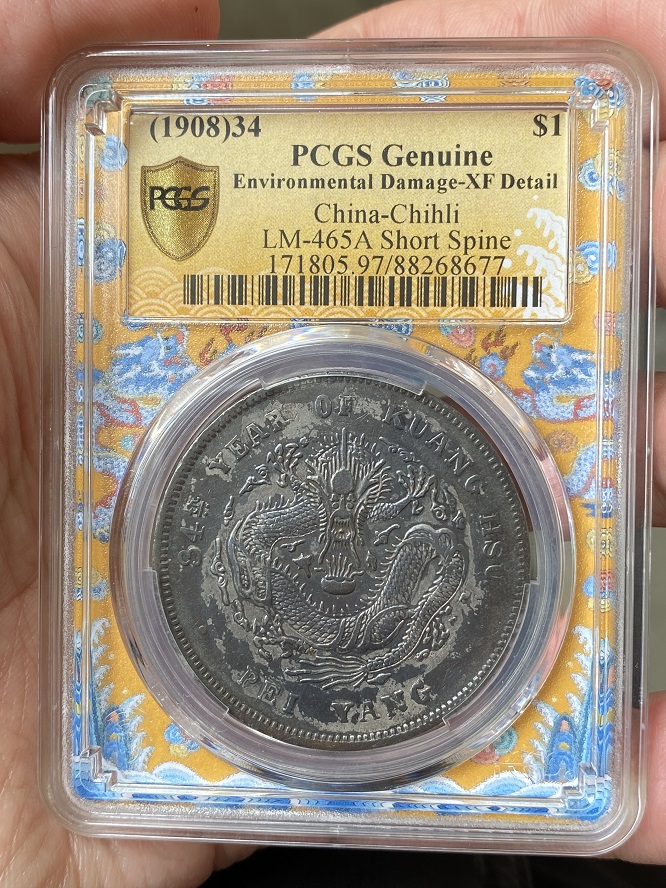 (1908)34 $1
PCGS Genuine
Environmental Damage-XF Detail
PCGS
China-Chihli
LM-465A Short Spine
171805.97/88268677
34TH YEAR OF KUANG HSU
PEI YANG